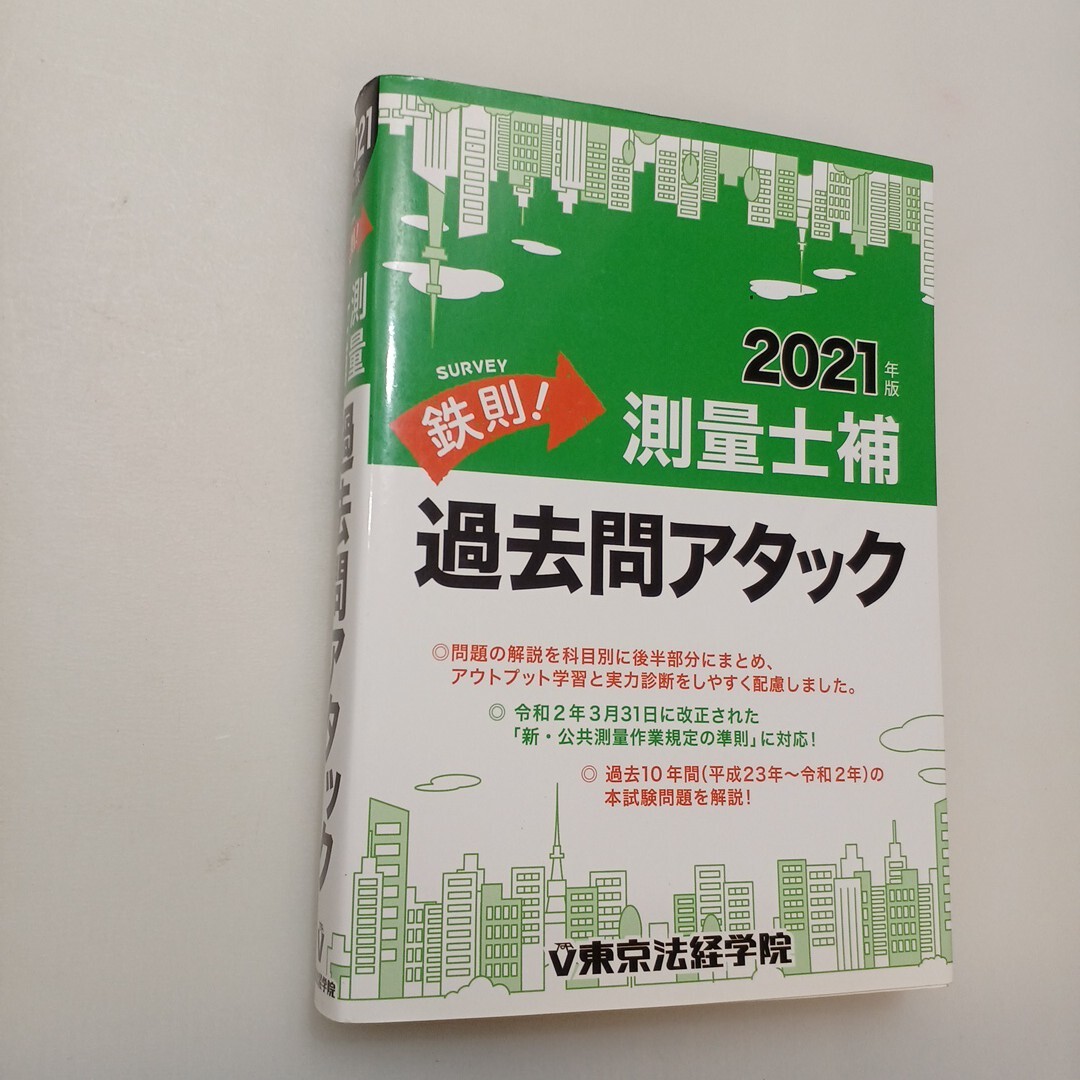 2021年版
SURVEY
鉄則！
測量士補
過去問アタック
◎問題の解説を科目別に後半部分にまとめ、
アウトプット学習と実力診断をしやすく配慮しました。
◎ 令和2年3月31日に改正された
「新・公共測量作業規定の準則」に対応！
◎ 過去10年間(平成23年～令和2年)の
本試験問題を解説！
東京法経学院
測量
過去問アタック